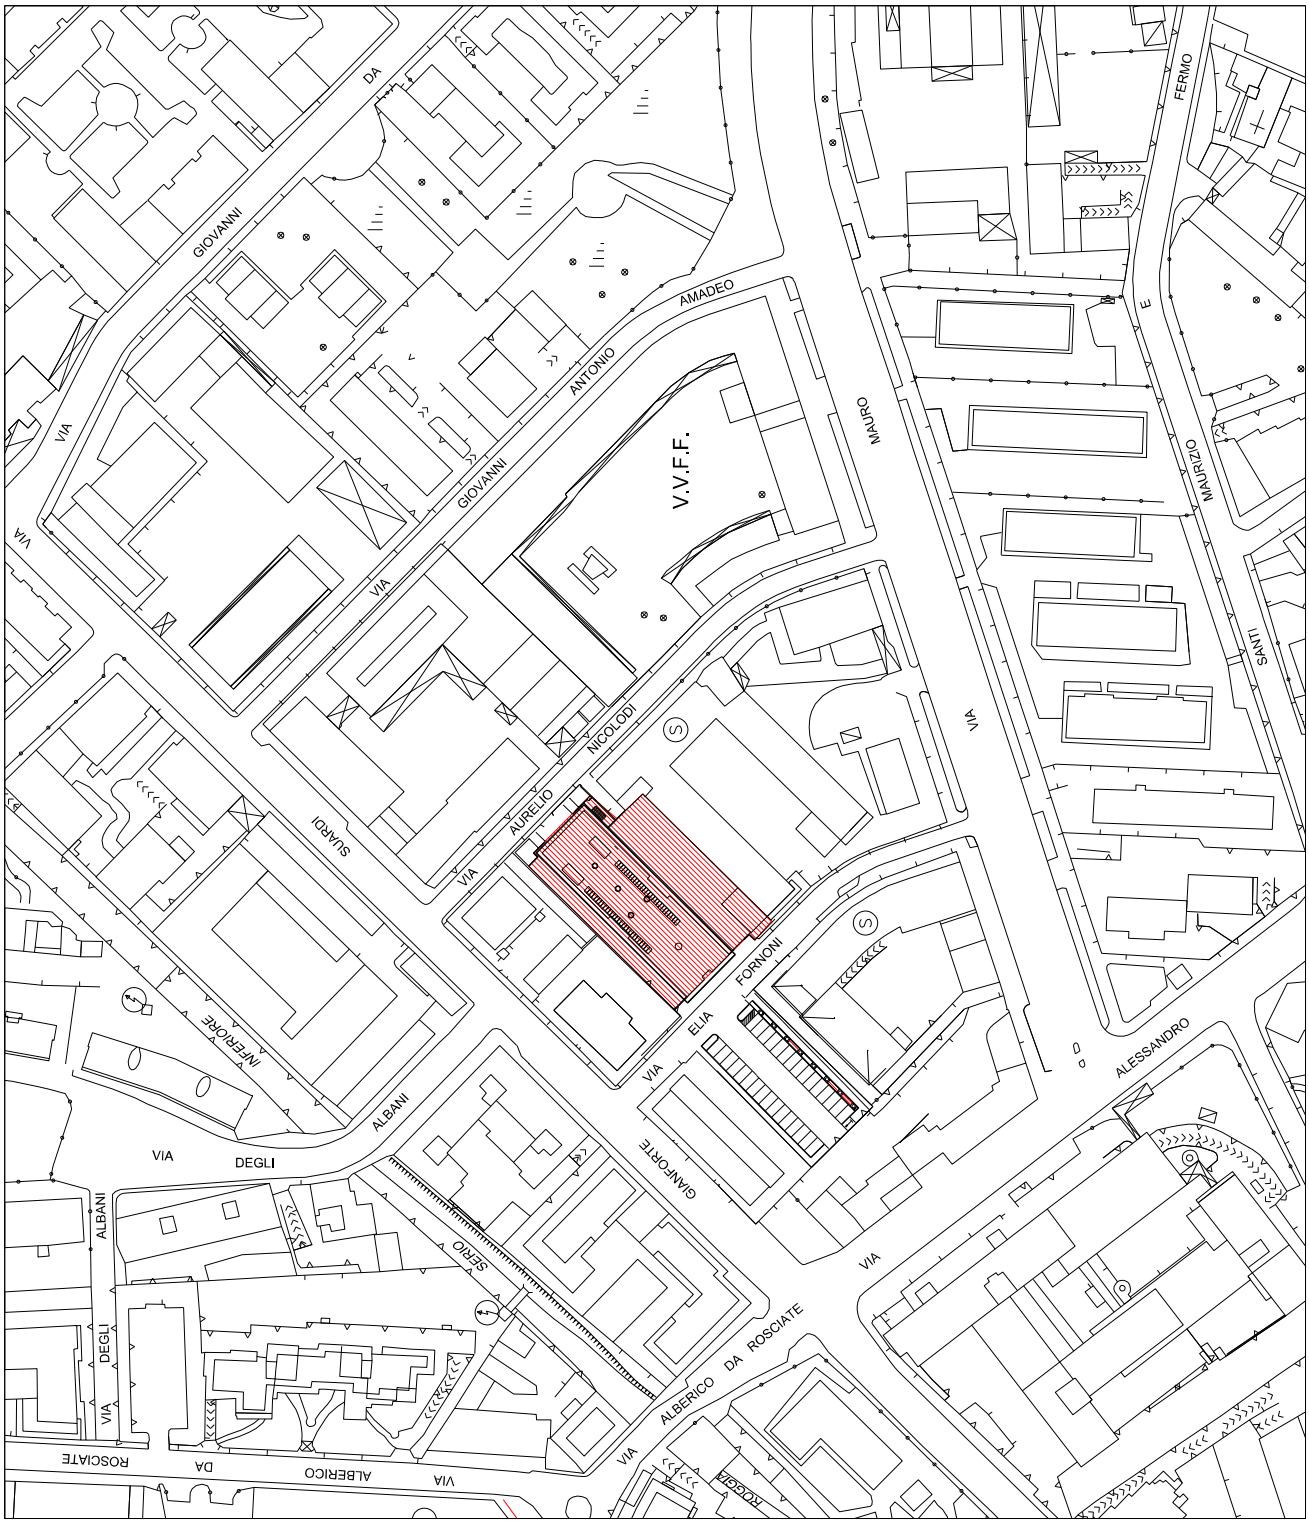 DA
GIOVANNI
VIA
FERMO
E
MAURIZIO
SANTI
AMADEO
ANTONIO
GIOVANNI
VIA
MAURO
VIA
V.V.F.F.
VIA
SUARDI
NICOLODI
AURELIO
VIA
S
S
FORNONI
ELIA
VIA
GIANFORTE
ALESSANDRO
VIA
INFERIORE
ALBANI
DEGLI
VIA
ALBANI
DEGLI
VIA
SERIO
DA ROSCIATE
ALBERICO
VIA
ROGGIA
ROSCIATE
DA
ALBERICO
VIA